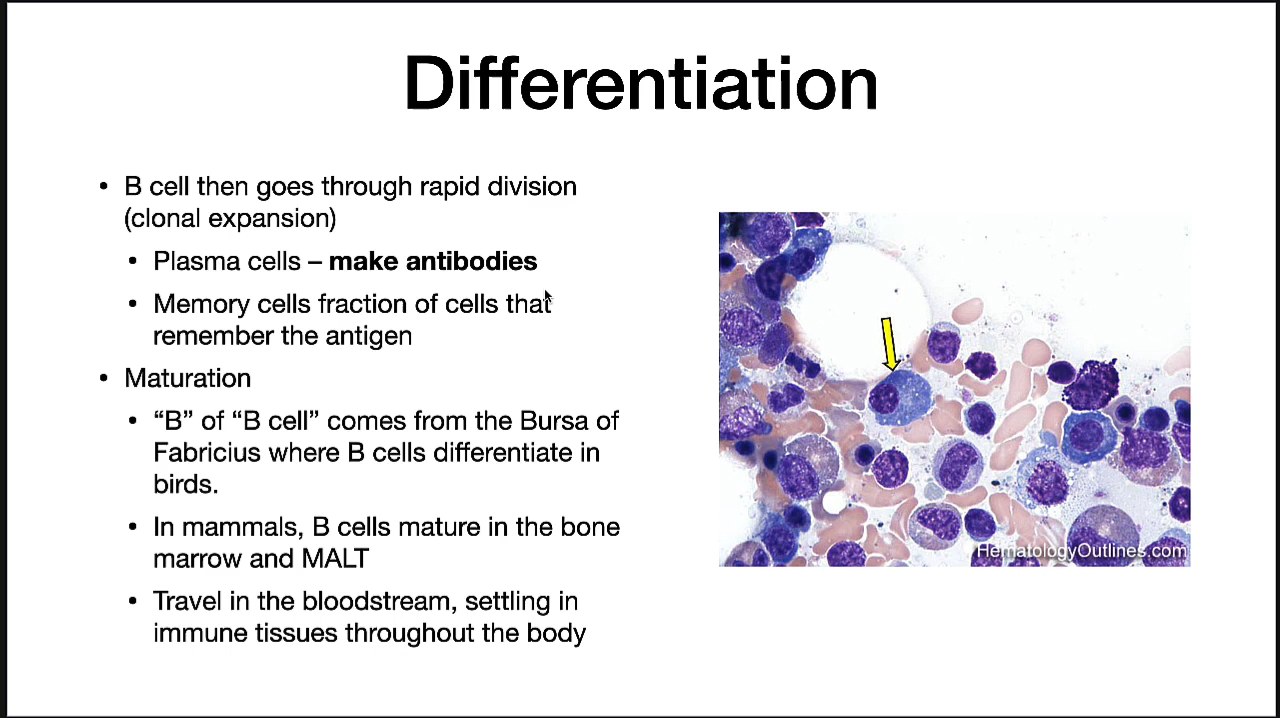 Differentiation
• B cell then goes through rapid division
(clonal expansion)
• Plasma cells – make antibodies
• Memory cells fraction of cells that
remember the antigen
• Maturation
• “B” of “B cell” comes from the Bursa of
Fabricius where B cells differentiate in
birds.
• In mammals, B cells mature in the bone
marrow and MALT
• Travel in the bloodstream, settling in
immune tissues throughout the body
HematologyOutlines.com